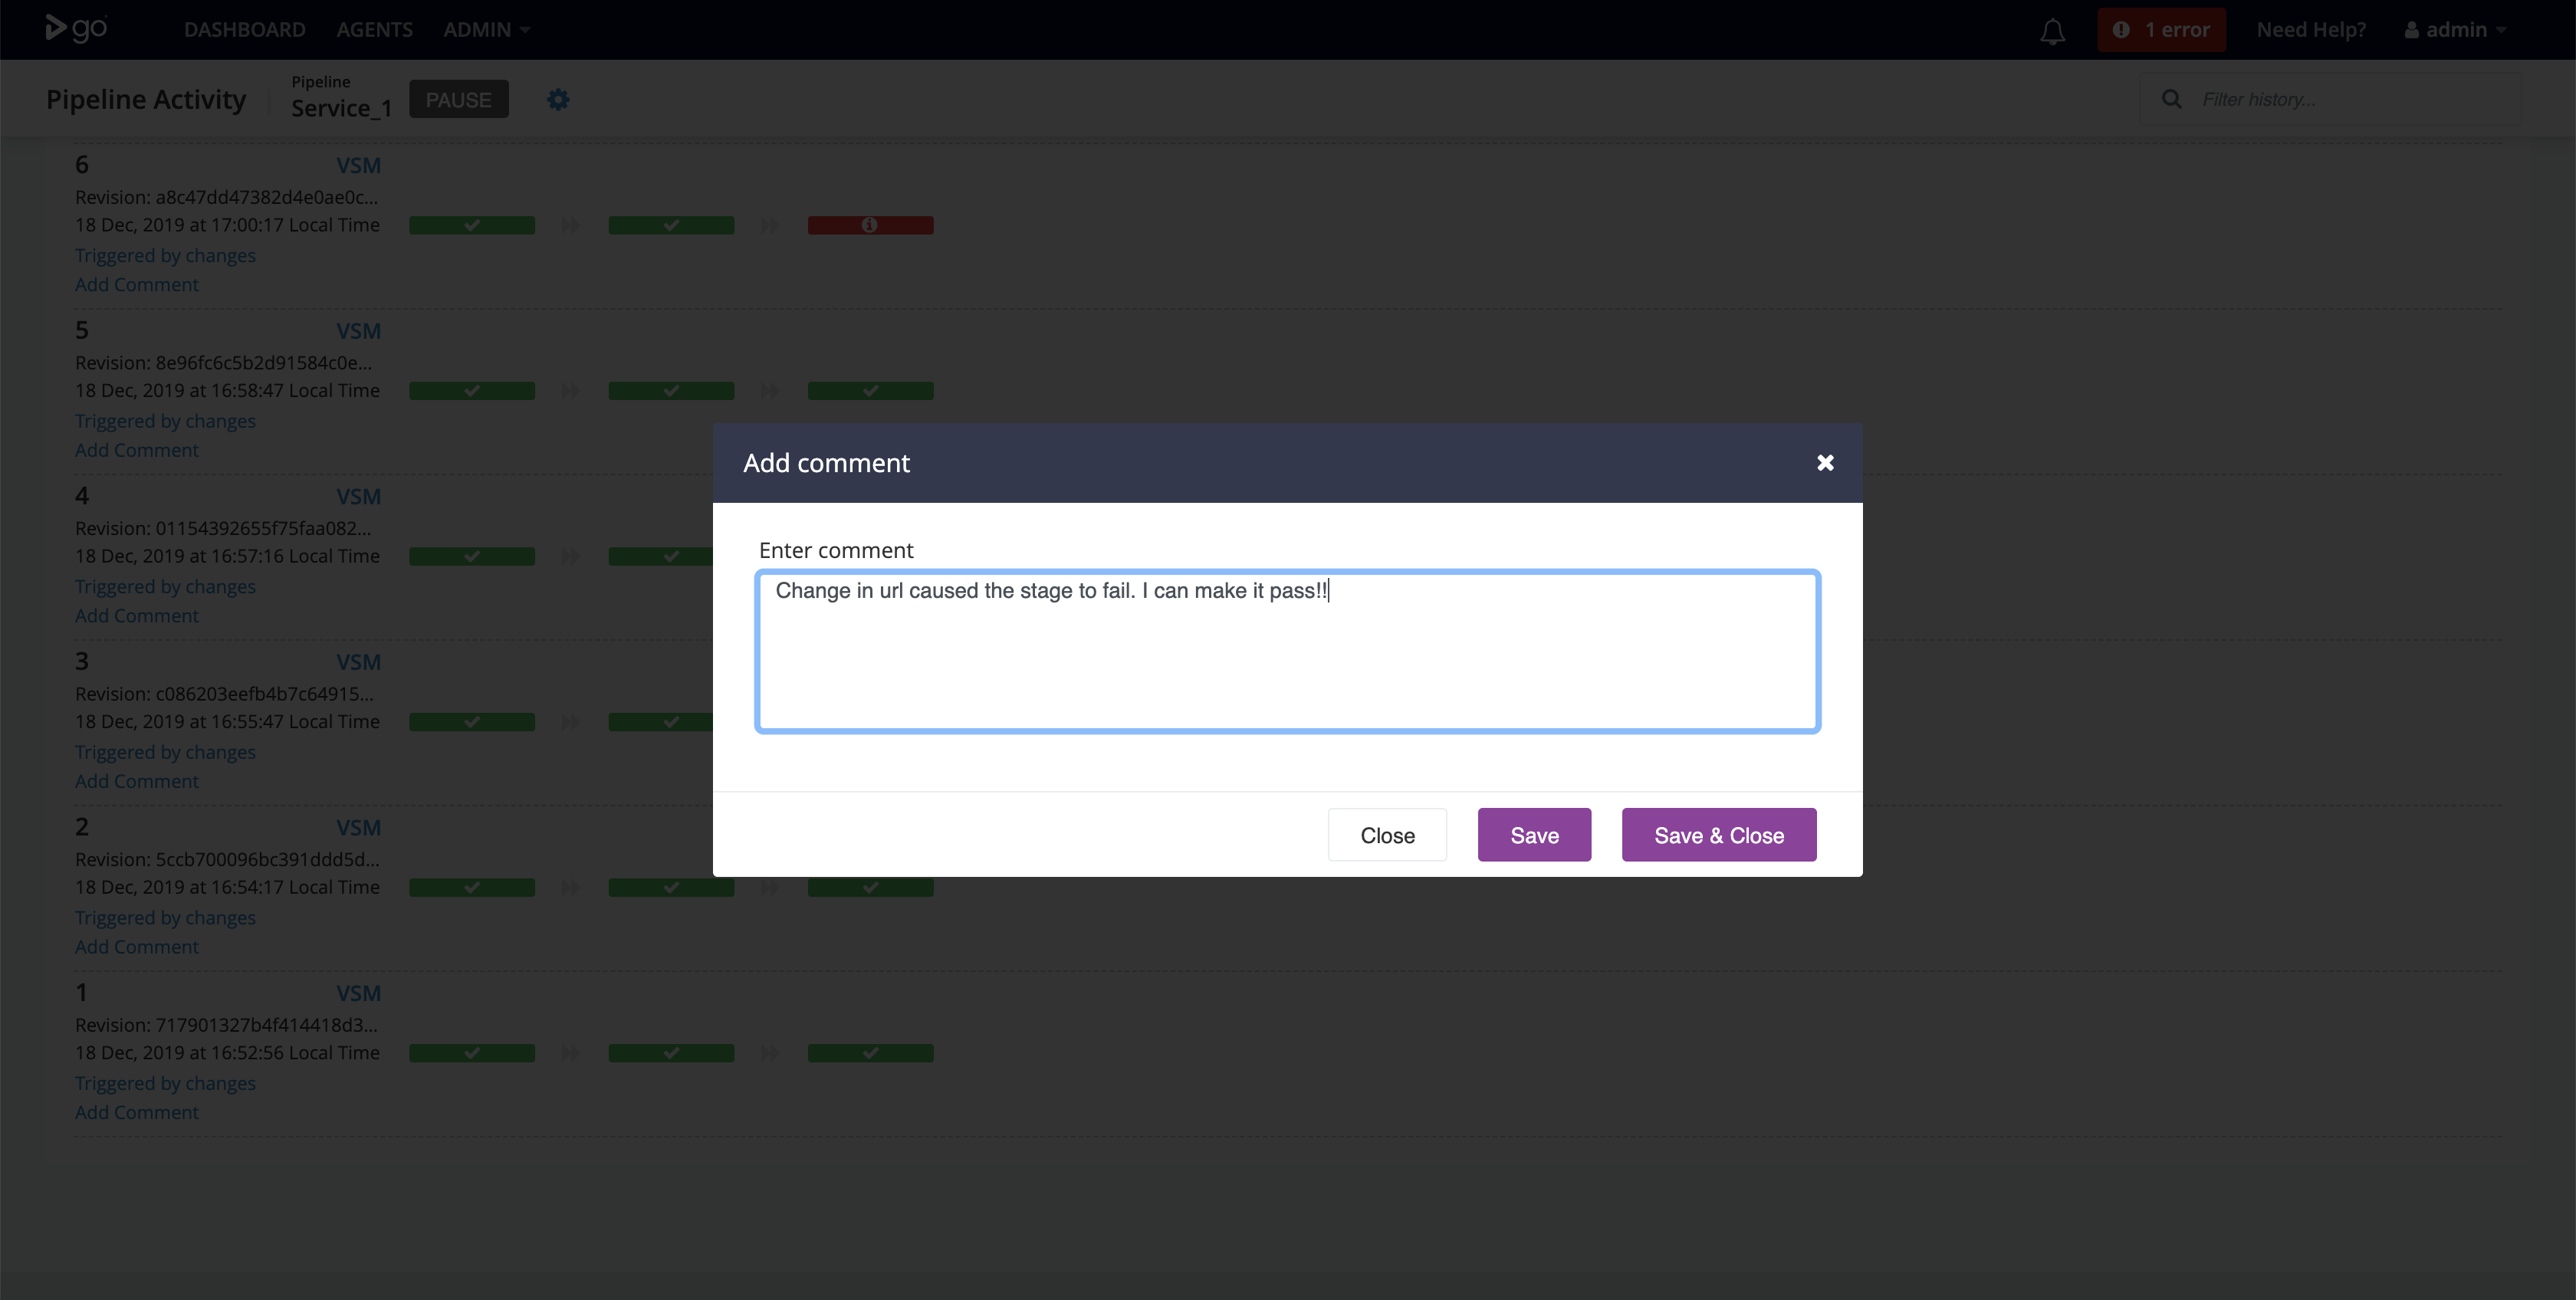 go
DASHBOARD AGENTS ADMIN
1 error Need Help? admin
Pipeline Activity
Pipeline
Service_1
PAUSE
Filter history...
6 VSM
Revision: a8c47dd47382d4e0ae0c...
18 Dec, 2019 at 17:00:17 Local Time
Triggered by changes
Add Comment
5 VSM
Revision: 8e96fc6c5b2d91584c0e...
18 Dec, 2019 at 16:58:47 Local Time
Triggered by changes
Add Comment
4 VSM
Revision: 01154392655f75faa082...
18 Dec, 2019 at 16:57:16 Local Time
Triggered by changes
Add Comment
3 VSM
Revision: c086203eefb4b7c64915...
18 Dec, 2019 at 16:55:47 Local Time
Triggered by changes
Add Comment
2 VSM
Revision: 5ccb700096bc391ddd5d...
18 Dec, 2019 at 16:54:17 Local Time
Triggered by changes
Add Comment
1 VSM
Revision: 717901327b4f414418d3...
18 Dec, 2019 at 16:52:56 Local Time
Triggered by changes
Add Comment
Add comment
Enter comment
Change in url caused the stage to fail. I can make it pass!!
Close Save Save & Close